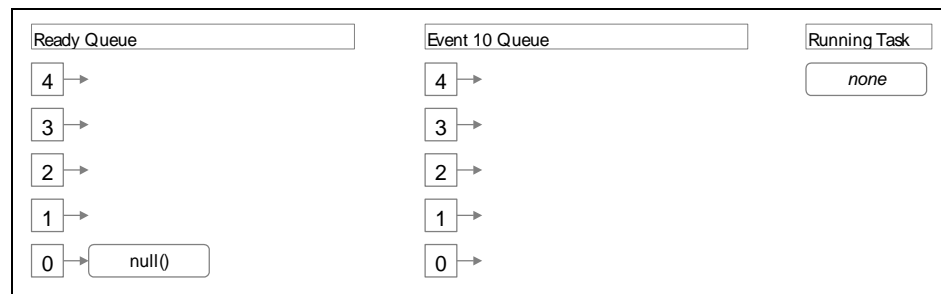 Ready Queue Event 10 Queue Running Task
4 4 none
3 3
2 2
1 1
0 null() 0